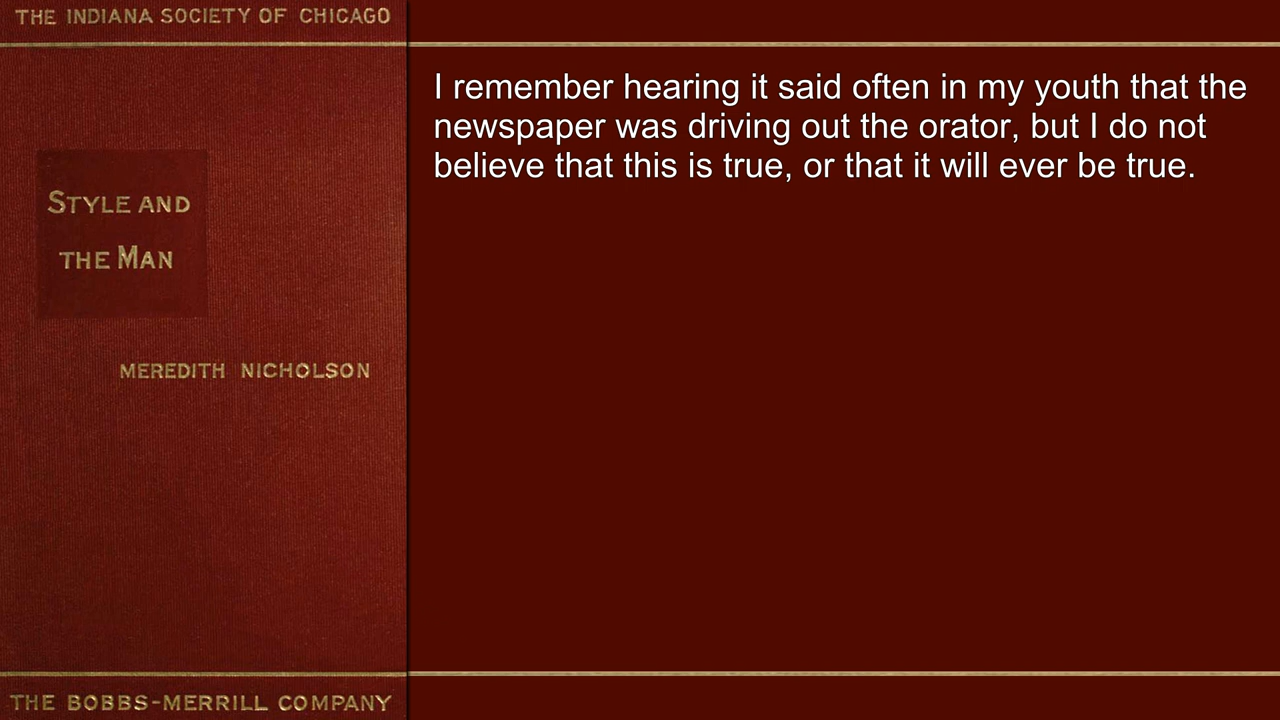 THE INDIANA SOCIETY OF CHICAGO
STYLE AND
THE MAN
MEREDITH NICHOLSON
THE BOBBS-MERRILL COMPANY
I remember hearing it said often in my youth that the
newspaper was driving out the orator, but I do not
believe that this is true, or that it will ever be true.